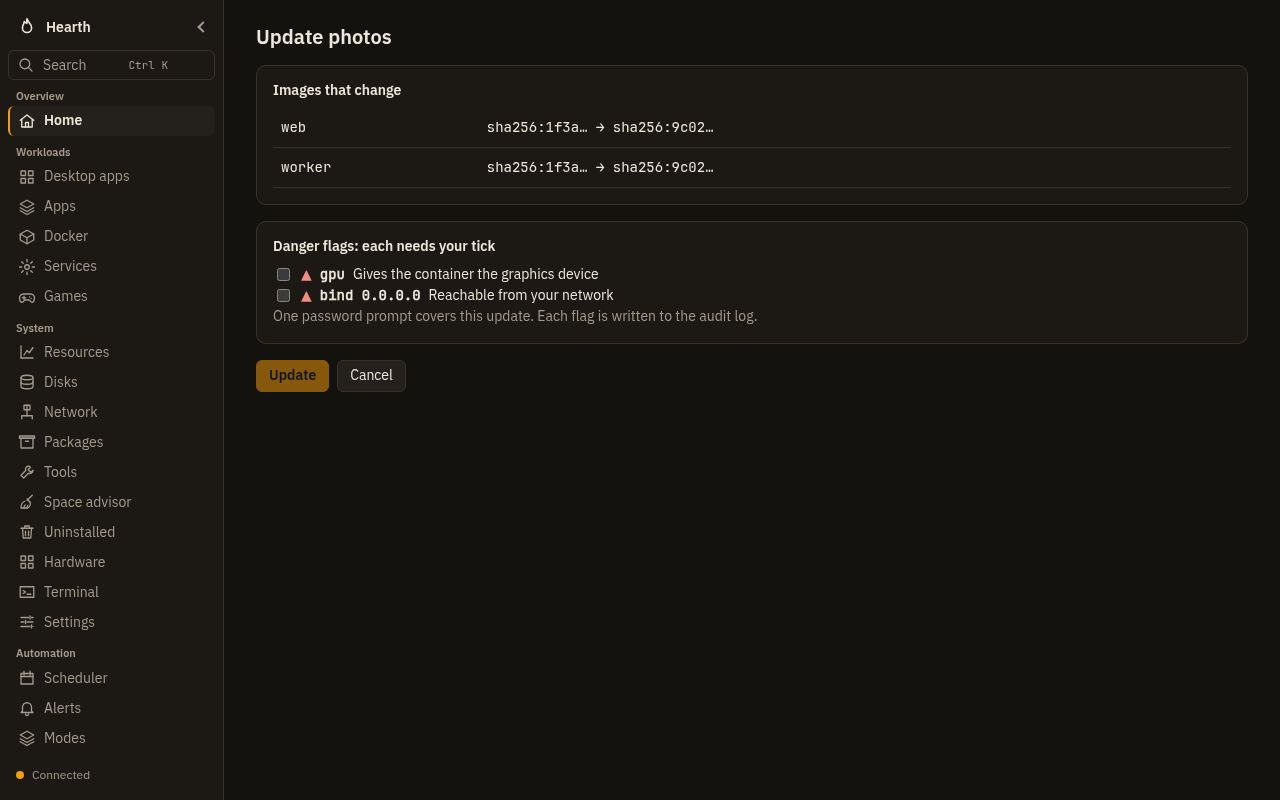 Hearth
Search Ctrl K
Overview
Home
Workloads
Desktop apps
Apps
Docker
Services
Games
System
Resources
Disks
Network
Packages
Tools
Space advisor
Uninstalled
Hardware
Terminal
Settings
Automation
Scheduler
Alerts
Modes
Connected
Update photos
Images that change
web sha256:1f3a… → sha256:9c02…
worker sha256:1f3a… → sha256:9c02…
Danger flags: each needs your tick
▲ gpu Gives the container the graphics device
▲ bind 0.0.0.0 Reachable from your network
One password prompt covers this update. Each flag is written to the audit log.
Update Cancel